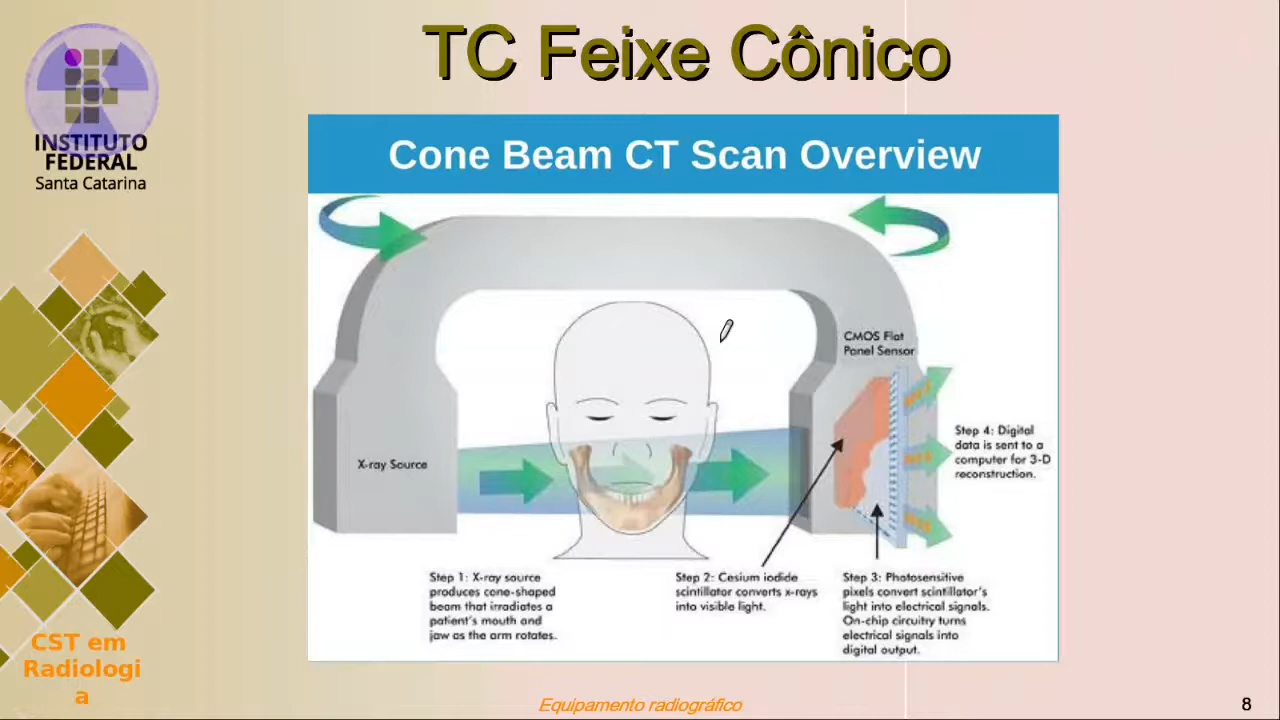 TC Feixe Cônico
INSTITUTO
FEDERAL
Santa Catarina
Cone Beam CT Scan Overview
CMOS Flat
Panel Sensor
X-ray Source
Step 4: Digital
data is sent to a
computer for 3-D
reconstruction.
Step 1: X-ray source
produces cone-shaped
beam that irradiates a
patient's mouth and
jaw as the arm rotates.
Step 2: Cesium iodide
scintillator converts x-rays
into visible light.
Step 3: Photosensitive
pixels convert scintillator's
light into electrical signals.
On-chip circuitry turns
electrical signals into
digital output.
CST em
Radiologi
a
Equipamento radiográfico
8